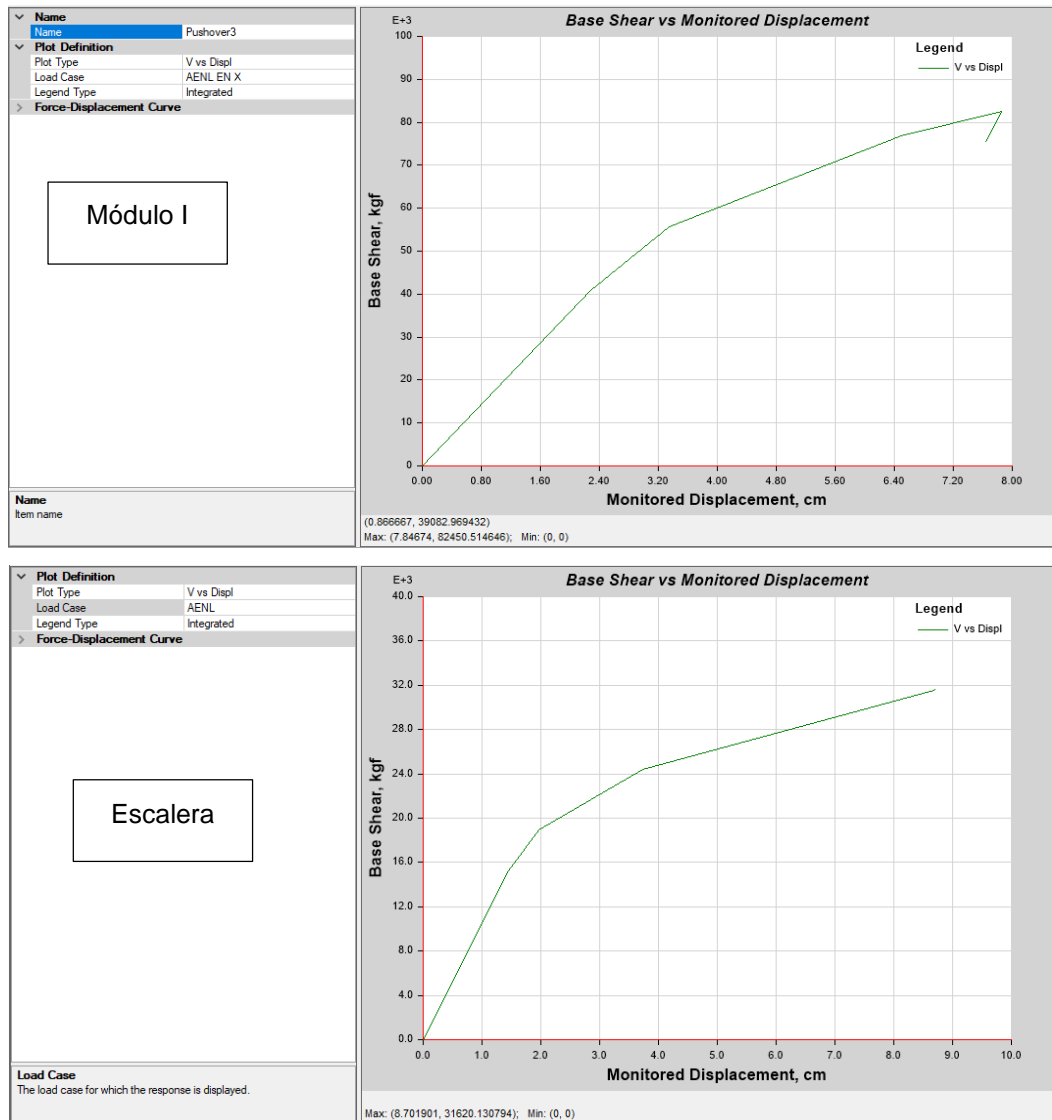 Name
Name Pushover3
Plot Definition
Plot Type V vs Displ
Load Case AENL EN X
Legend Type Integrated
Force-Displacement Curve
Módulo I
Name
Item name
Base Shear vs Monitored Displacement
E+3
Legend
V vs Displ
100
90
80
70
60
50
40
30
20
10
0
Base Shear, kgf
0.00 0.80 1.60 2.40 3.20 4.00 4.80 5.60 6.40 7.20 8.00
Monitored Displacement, cm
(0.866667, 39082.969432)
Max: (7.84674, 82450.514646); Min: (0, 0)
Plot Definition
Plot Type V vs Displ
Load Case AENL
Legend Type Integrated
Force-Displacement Curve
Escalera
Load Case
The load case for which the response is displayed.
Base Shear vs Monitored Displacement
E+3
Legend
V vs Displ
40.0
36.0
32.0
28.0
24.0
20.0
16.0
12.0
8.0
4.0
0.0
Base Shear, kgf
0.0 1.0 2.0 3.0 4.0 5.0 6.0 7.0 8.0 9.0 10.0
Monitored Displacement, cm
Max: (8.701901, 31620.130794); Min: (0, 0)